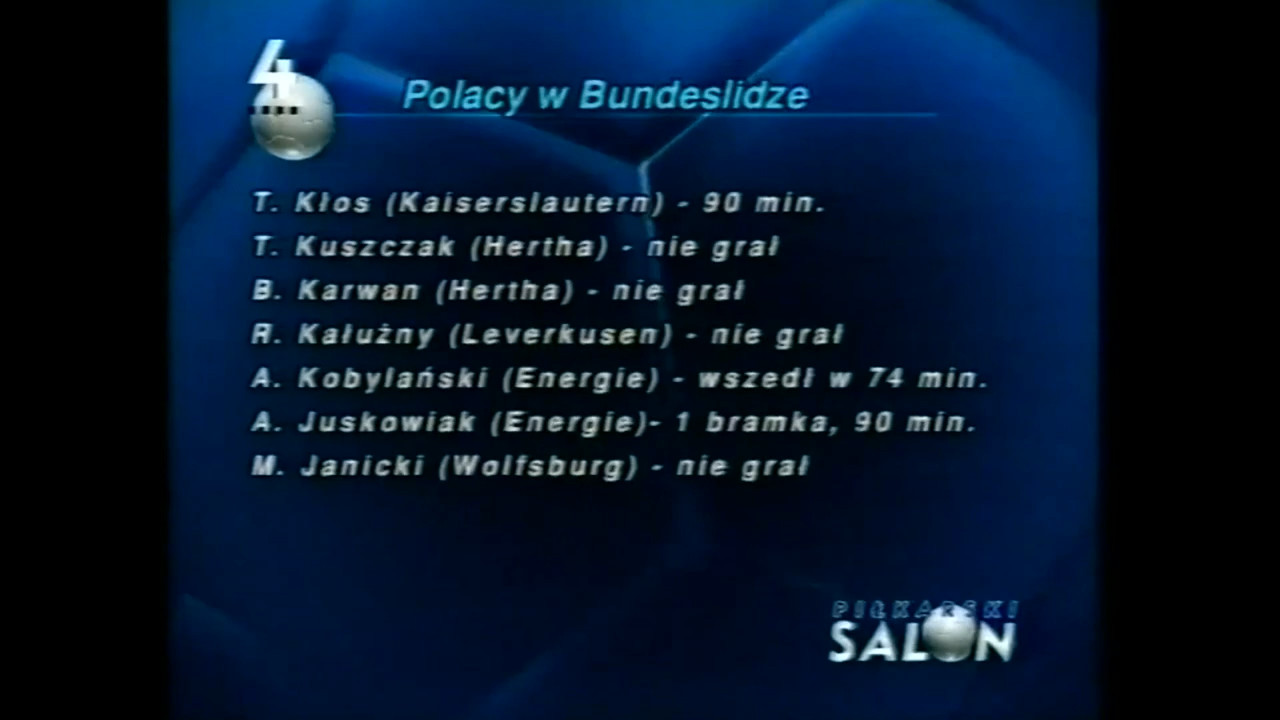 4
Polacy w Bundeslidze
T. Kłos (Kaiserslautern) - 90 min.
T. Kuszczak (Hertha) - nie grał
B. Karwan (Hertha) - nie grał
R. Kałużny (Leverkusen) - nie grał
A. Kobylański (Energie) - wszedł w 74 min.
A. Juskowiak (Energie)- 1 bramka, 90 min.
M. Janicki (Wolfsburg) - nie grał
PIŁKARSKI
SALON